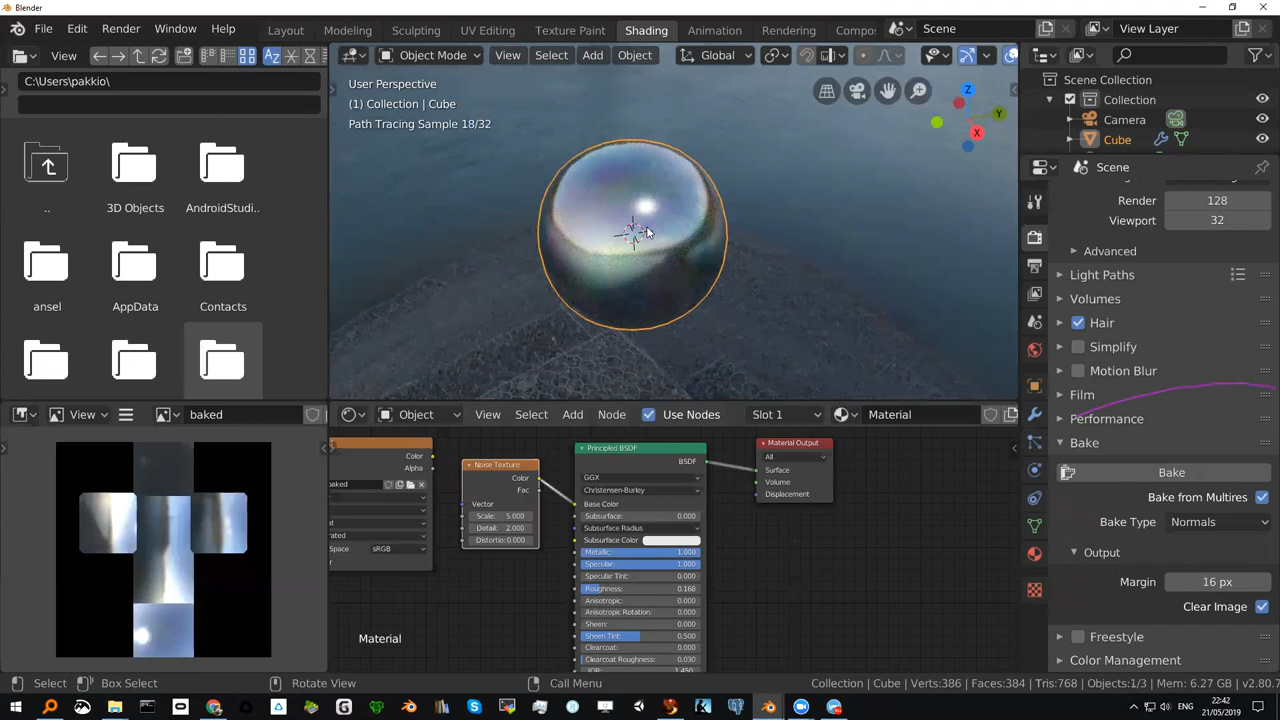 Blender
File Edit Render Window Help Layout Modeling Sculpting UV Editing Texture Paint Shading Animation Rendering Compos Scene View Layer
View Object Mode View Select Add Object Global
C:\Users\pakkio\
User Perspective
(1) Collection | Cube
Path Tracing Sample 18/32
Z
Y
X
Scene Collection
Collection
Camera
Cube
Scene
Render 128
Viewport 32
Advanced
Light Paths
Volumes
Hair
Simplify
Motion Blur
Film
Performance
Bake
Bake
Bake from Multires
Bake Type Normals
Output
Margin 16 px
Clear Image
Freestyle
Color Management
.. 3D Objects AndroidStudi..
ansel AppData Contacts
View baked
Object View Select Add Node Use Nodes Slot 1 Material
Color
Alpha
baked
rated
Space sRGB
Noise Texture
Color
Fac
Vector
Scale: 5.000
Detail: 2.000
Distortio: 0.000
Principled BSDF
BSDF
GGX
Christensen-Burley
Base Color
Subsurface: 0.000
Subsurface Radius
Subsurface Color
Metallic: 1.000
Specular: 1.000
Specular Tint: 0.000
Roughness: 0.168
Anisotropic: 0.000
Anisotropic Rotation: 0.000
Sheen: 0.000
Sheen Tint: 0.500
Clearcoat: 0.000
Clearcoat Roughness: 0.030
IOR: 1.450
Material Output
All
Surface
Volume
Displacement
Material
Select Box Select Rotate View Call Menu Collection | Cube | Verts:386 | Faces:384 | Tris:768 | Objects:1/3 | Mem: 6.27 GB | v2.80.7
22:42
21/05/2019